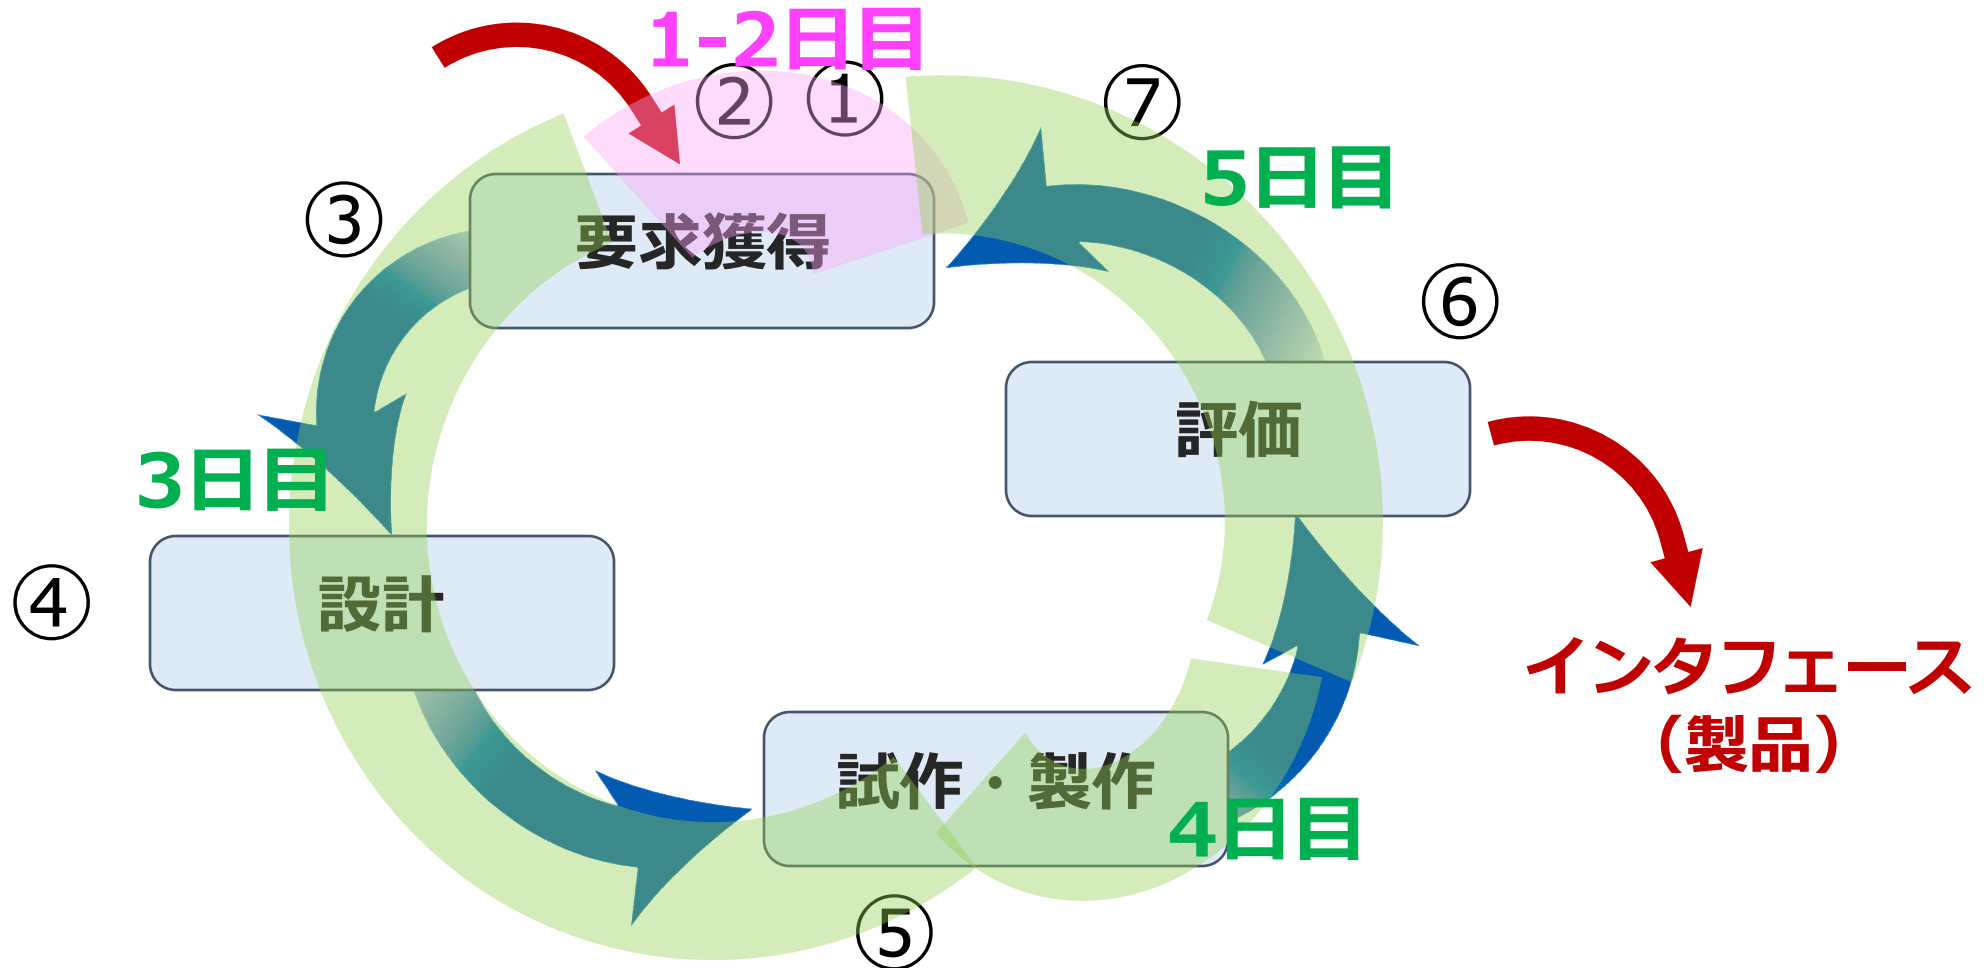 1-2日目
② ①
⑦
5日目
③
要求獲得
⑥
評価
3日目
④
設計
インタフェース
（製品）
試作・製作
4日目
⑤